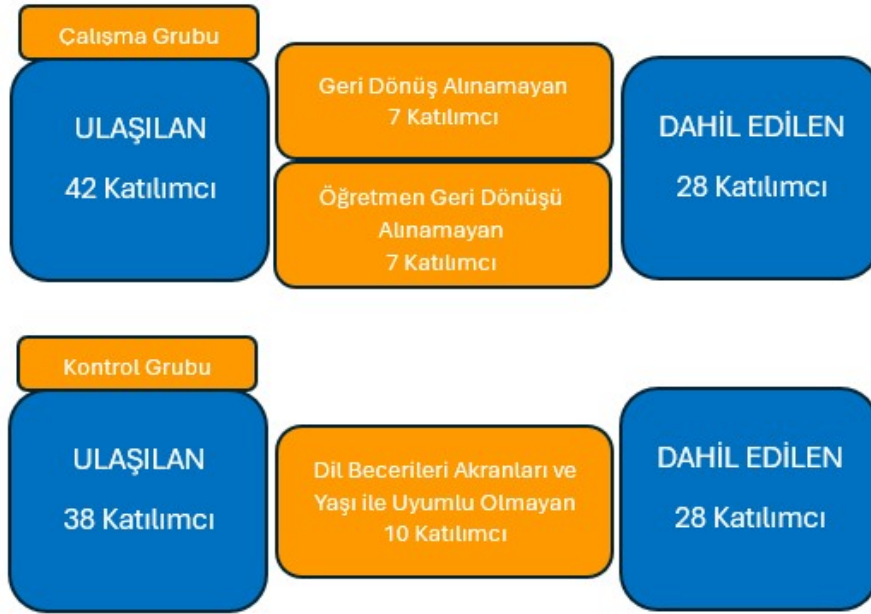 Çalışma Grubu
ULAŞILAN
42 Katılımcı
Geri Dönüş Alınamayan
7 Katılımcı
Öğretmen Geri Dönüşü
Alınamayan
7 Katılımcı
DAHİL EDİLEN
28 Katılımcı
Kontrol Grubu
ULAŞILAN
38 Katılımcı
Dil Becerileri Akranları ve
Yaşı ile Uyumlu Olmayan
10 Katılımcı
DAHİL EDİLEN
28 Katılımcı